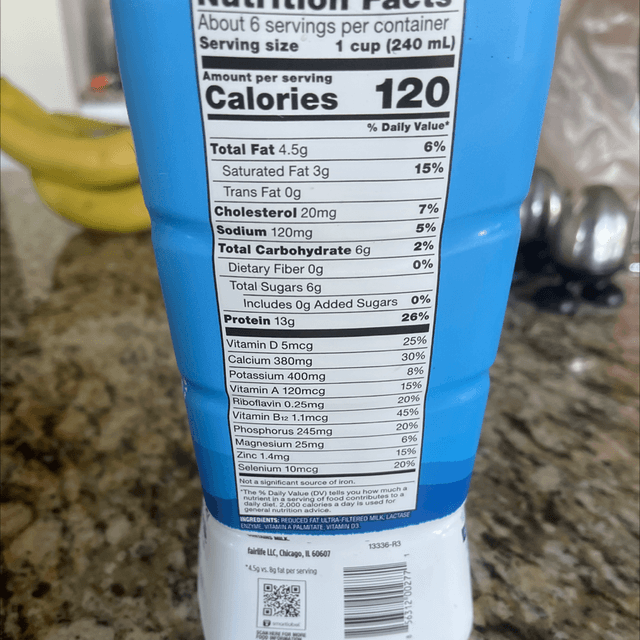 Nutrition Facts
About 6 servings per container
Serving size 1 cup (240 mL)
Amount per serving
Calories 120
% Daily Value*
Total Fat 4.5g 6%
Saturated Fat 3g 15%
Trans Fat 0g
Cholesterol 20mg 7%
Sodium 120mg 5%
Total Carbohydrate 6g 2%
Dietary Fiber 0g 0%
Total Sugars 6g
Includes 0g Added Sugars 0%
Protein 13g 26%
Vitamin D 5mcg 25%
Calcium 380mg 30%
Potassium 400mg 8%
Vitamin A 120mcg 15%
Riboflavin 0.25mg 20%
Vitamin B12 1.1mcg 45%
Phosphorus 245mg 20%
Magnesium 25mg 6%
Zinc 1.4mg 15%
Selenium 10mcg 20%
Not a significant source of iron.
*The % Daily Value (DV) tells you how much a
nutrient in a serving of food contributes to a
daily diet. 2,000 calories a day is used for
general nutrition advice.
INGREDIENTS: REDUCED FAT ULTRA-FILTERED MILK, LACTASE
ENZYME, VITAMIN A PALMITATE, VITAMIN D3
MILK.
fairlife LLC, Chicago, IL 60607
13336-R3
*4.5g vs. 8g fat per serving
SCAN HERE FOR MORE
FOOD INFORMATION